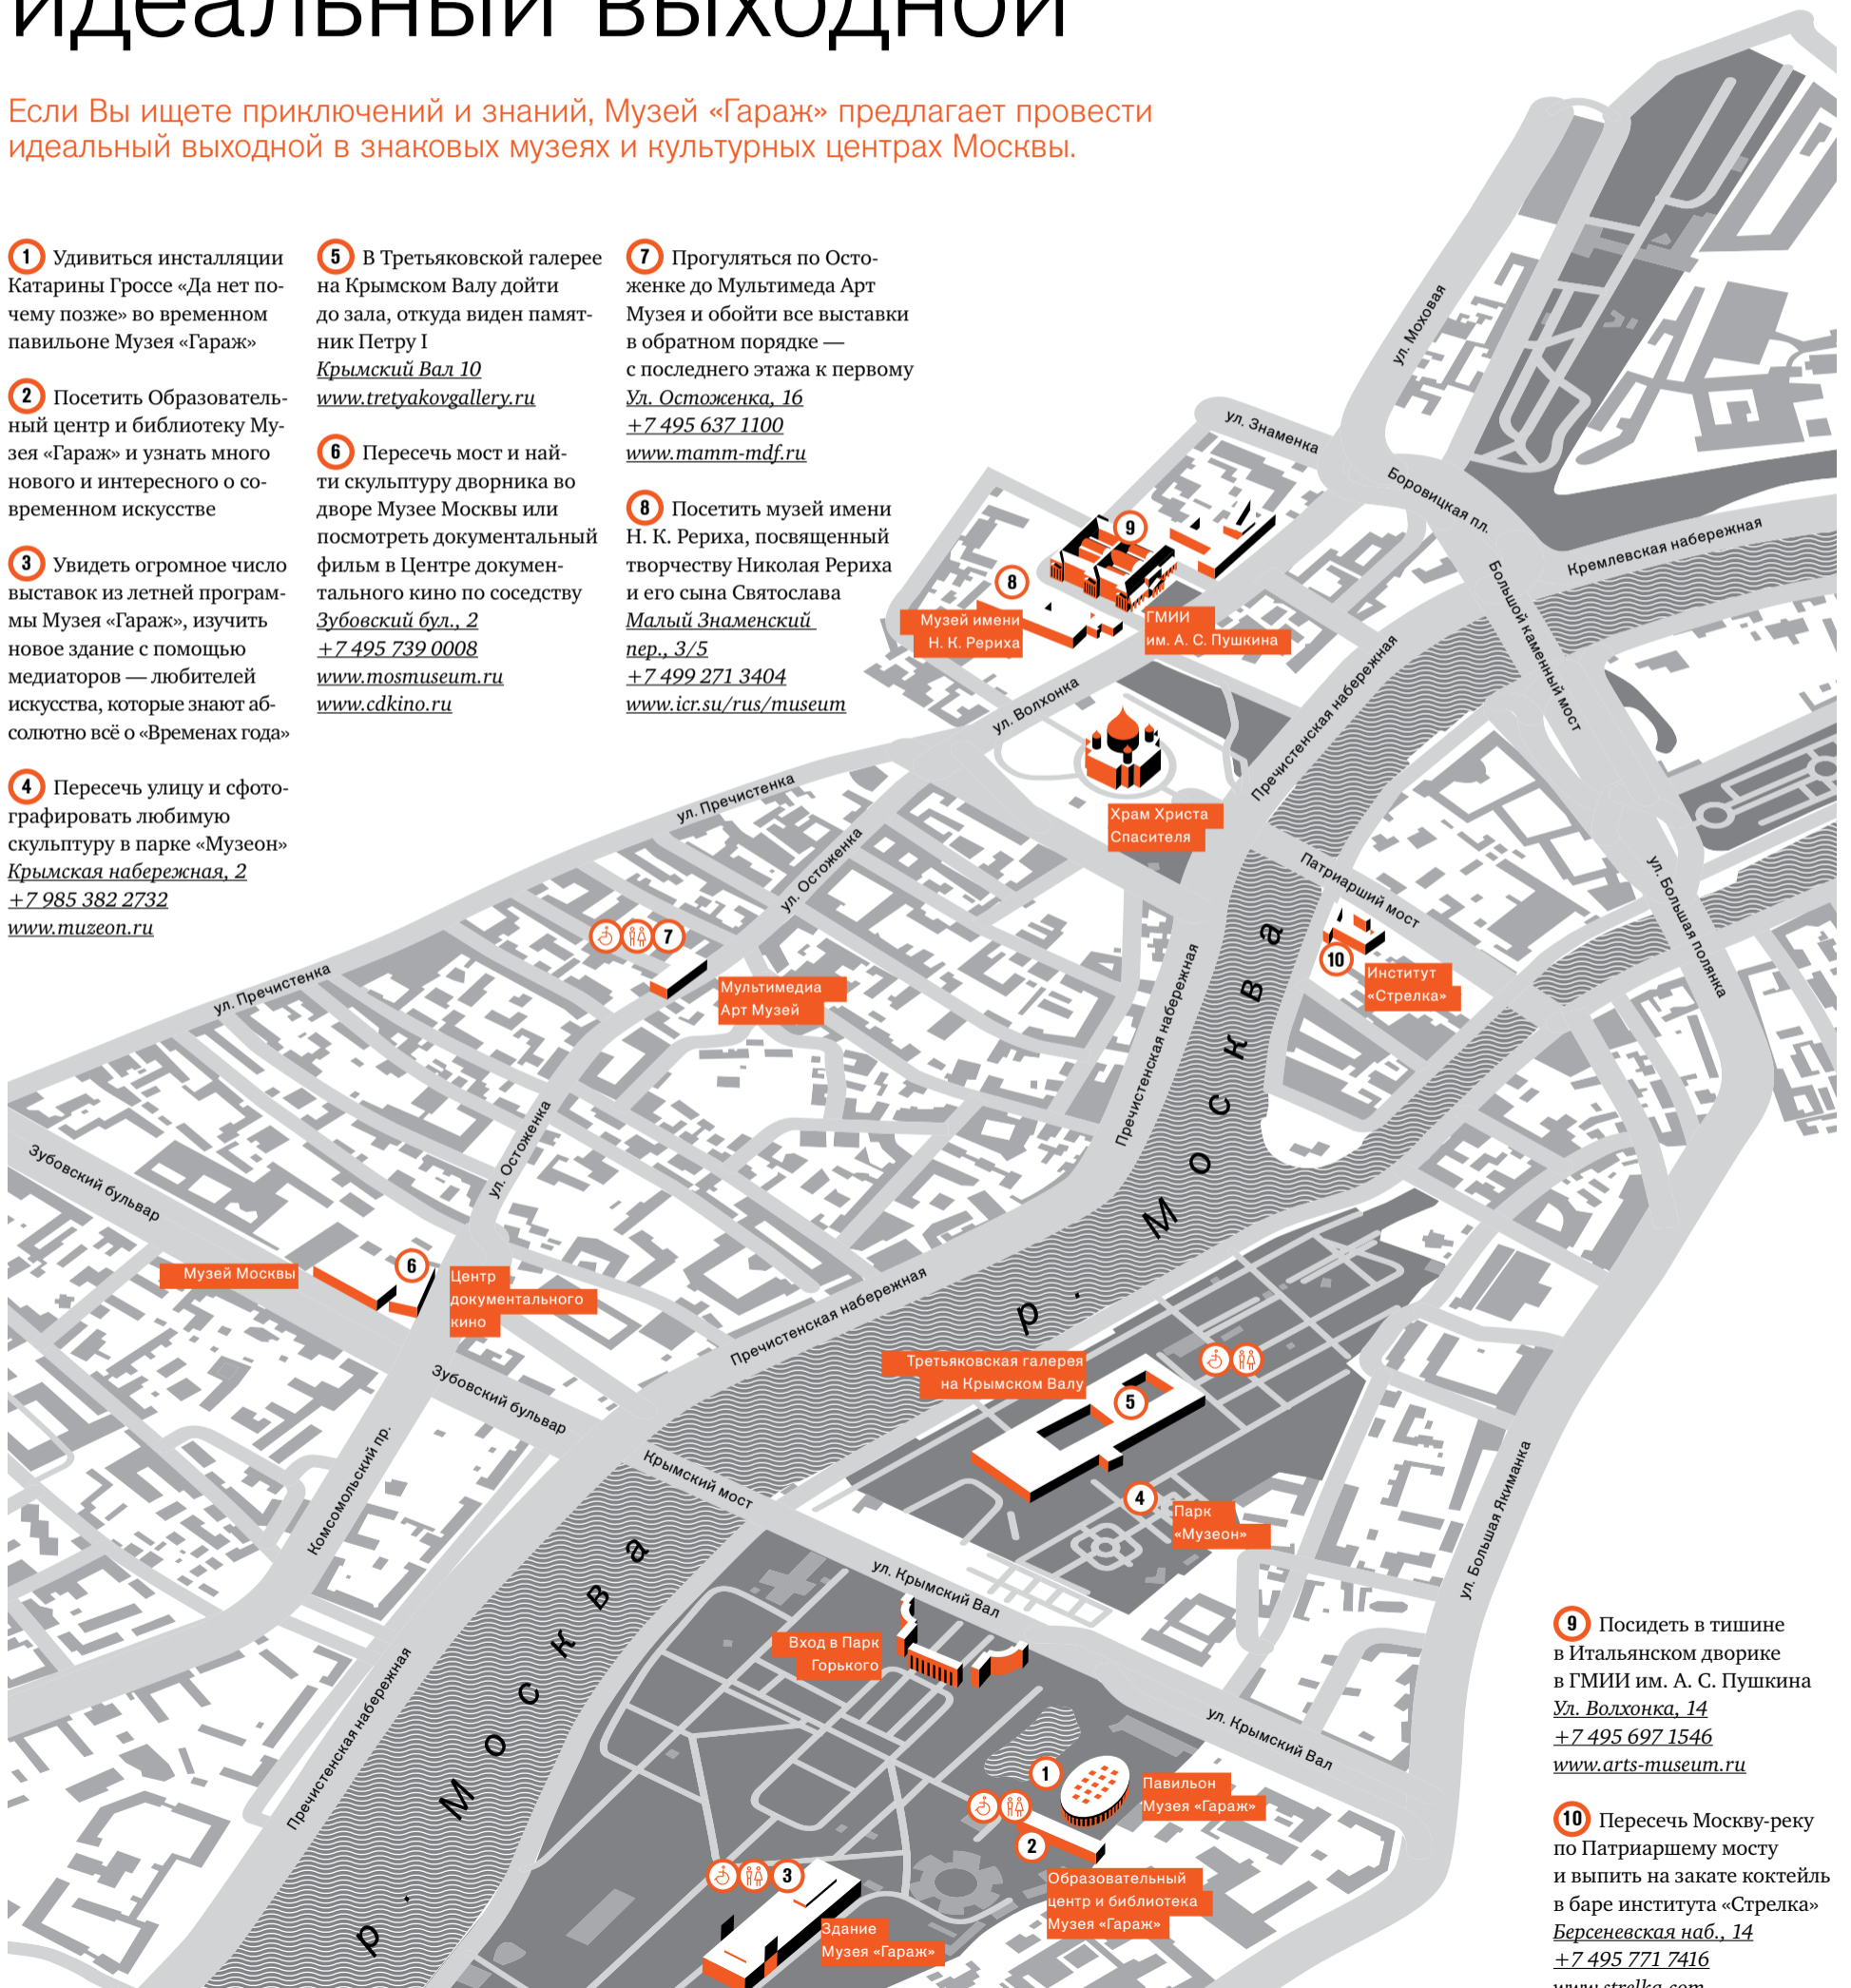 идеальный выходной
Если Вы ищете приключений и знаний, Музей «Гараж» предлагает провести
идеальный выходной в знаковых музеях и культурных центрах Москвы.
1 Удивиться инсталляции
Катарины Гроссе «Да нет по-
чему позже» во временном
павильоне Музея «Гараж»
2 Посетить Образователь-
ный центр и библиотеку Му-
зея «Гараж» и узнать много
нового и интересного о со-
временном искусстве
3 Увидеть огромное число
выставок из летней програм-
мы Музея «Гараж», изучить
новое здание с помощью
медиаторов — любителей
искусства, которые знают аб-
солютно всё о «Временах года»
4 Пересечь улицу и сфото-
графировать любимую
скульптуру в парке «Музеон»
Крымская набережная, 2
+7 985 382 2732
www.muzeon.ru
5 В Третьяковской галерее
на Крымском Валу дойти
до зала, откуда виден памят-
ник Петру I
Крымский Вал 10
www.tretyakovgallery.ru
6 Пересечь мост и най-
ти скульптуру дворника во
дворе Музее Москвы или
посмотреть документальный
фильм в Центре докумен-
тального кино по соседству
Зубовский бул., 2
+7 495 739 0008
www.mosmuseum.ru
www.cdkino.ru
7 Прогуляться по Осто-
женке до Мультимеда Арт
Музея и обойти все выставки
в обратном порядке —
с последнего этажа к первому
Ул. Остоженка, 16
+7 495 637 1100
www.mamm-mdf.ru
8 Посетить музей имени
Н. К. Рериха, посвященный
творчеству Николая Рериха
и его сына Святослава
Малый Знаменский
пер., 3/5
+7 499 271 3404
www.icr.su/rus/museum
ул. Моховая
ул. Знаменка
Боровицкая пл.
Кремлевская набережная
Большой каменный мост
9
8
Музей имени
Н. К. Рериха
ГМИИ
им. А. С. Пушкина
ул. Волхонка
Пречистенская набережная
Храм Христа
Спасителя
ул. Пречистенка
ул. Остоженка
Патриарший мост
ул. Большая полянка
7
Мультимедиа
Арт Музей
10
Институт
«Стрелка»
ул. Пречистенка
Пречистенская набережная
р. Москва
ул. Остоженка
Зубовский бульвар
Музей Москвы
6
Центр
документального
кино
Пречистенская набережная
Третьяковская галерея
на Крымском Валу
5
Зубовский бульвар
Крымский мост
Комсомольский пр.
4
Парк
«Музеон»
ул. Большая Якиманка
ул. Крымский Вал
Вход в Парк
Горького
р. Москва
Пречистенская набережная
ул. Крымский Вал
1
Павильон
Музея «Гараж»
2
Образовательный
центр и библиотека
Музея «Гараж»
3
Здание
Музея «Гараж»
9 Посидеть в тишине
в Итальянском дворике
в ГМИИ им. А. С. Пушкина
Ул. Волхонка, 14
+7 495 697 1546
www.arts-museum.ru
10 Пересечь Москву-реку
по Патриаршему мосту
и выпить на закате коктейль
в баре института «Стрелка»
Берсеневская наб., 14
+7 495 771 7416
www.strelka.com